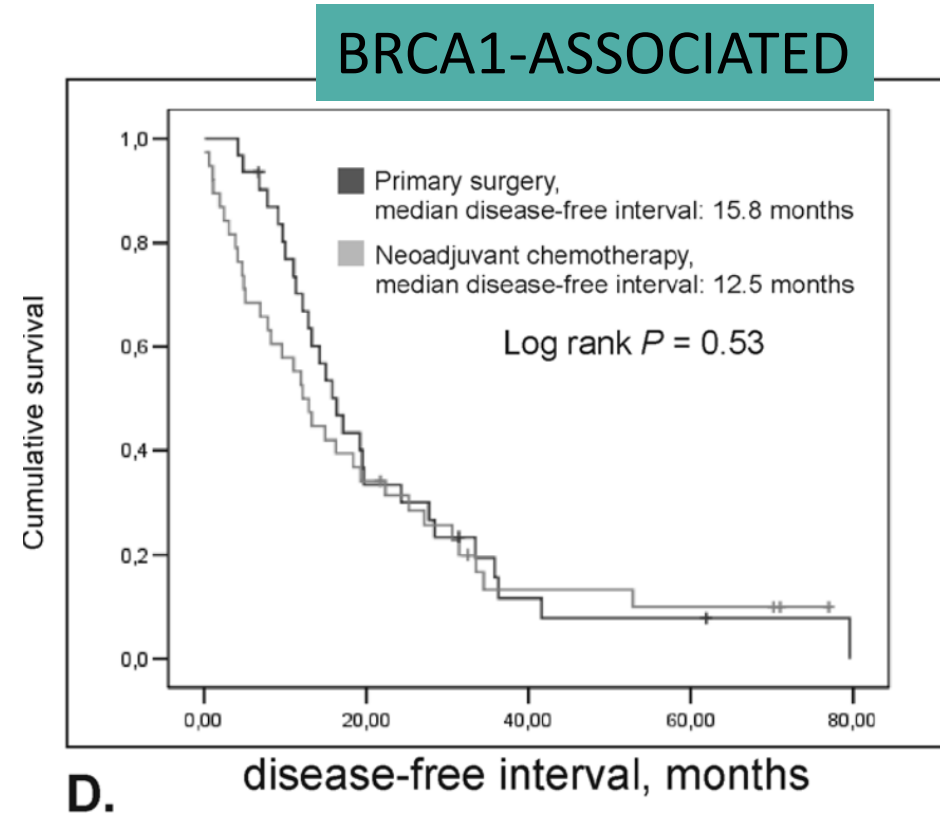 BRCA1-ASSOCIATED
Primary surgery,
median disease-free interval: 15.8 months
Neoadjuvant chemotherapy,
median disease-free interval: 12.5 months
Log rank P = 0.53
Cumulative survival
1,0
0,8
0,6
0,4
0,2
0,0
0,00 20,00 40,00 60,00 80,00
disease-free interval, months
D.